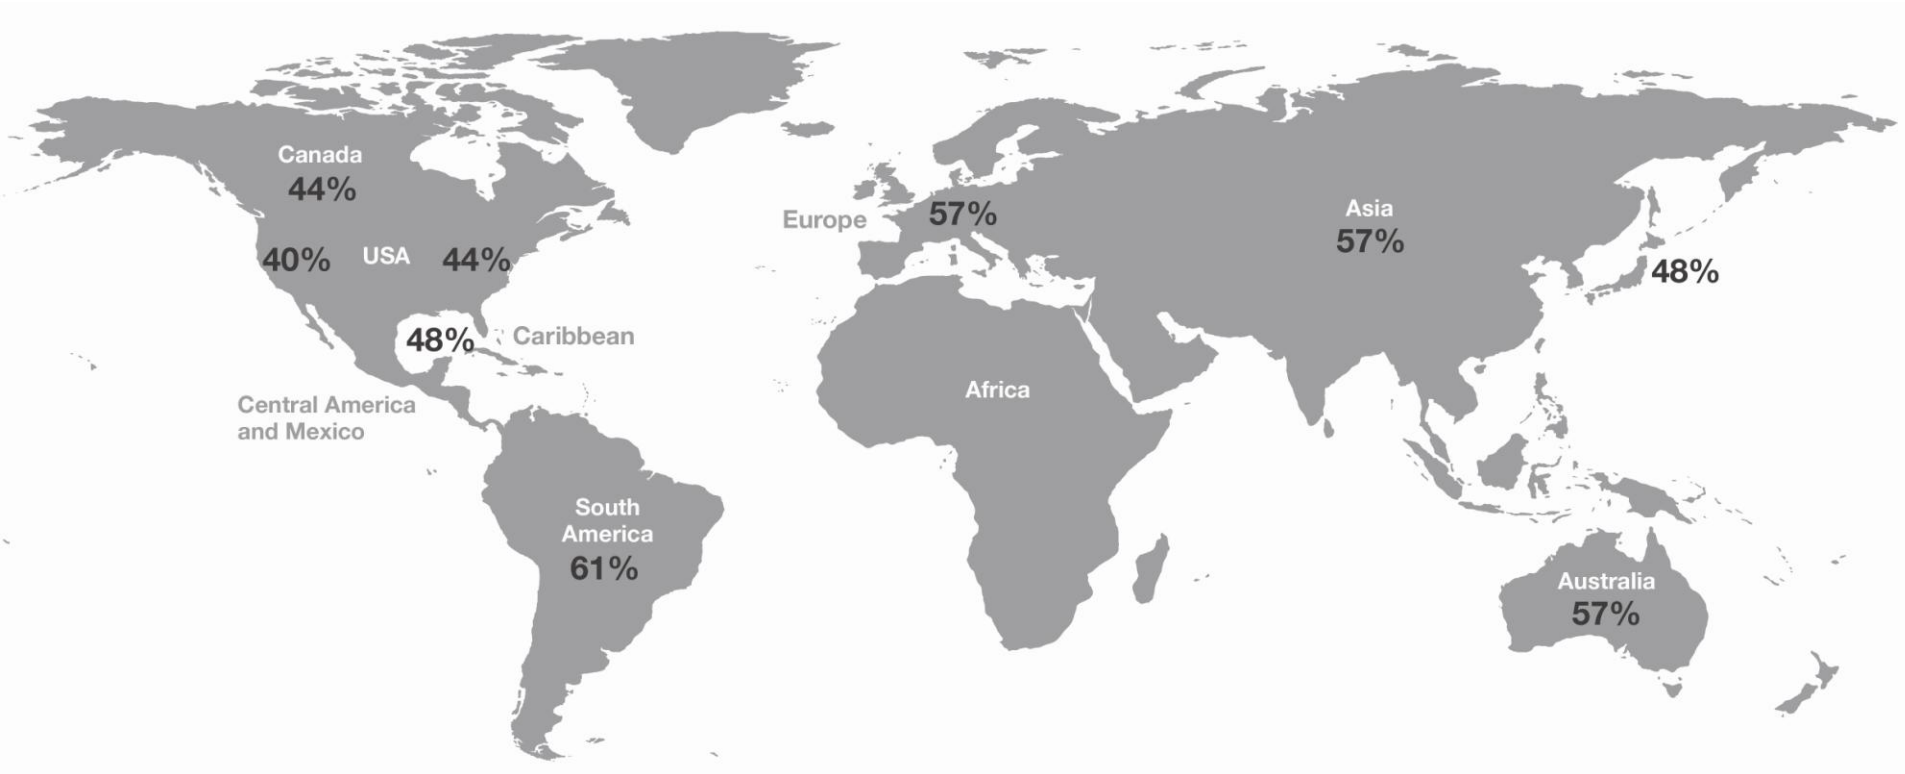 Canada
44%
40%
USA
44%
48%
Caribbean
Central America
and Mexico
South
America
61%
Europe
57%
Africa
Asia
57%
48%
Australia
57%